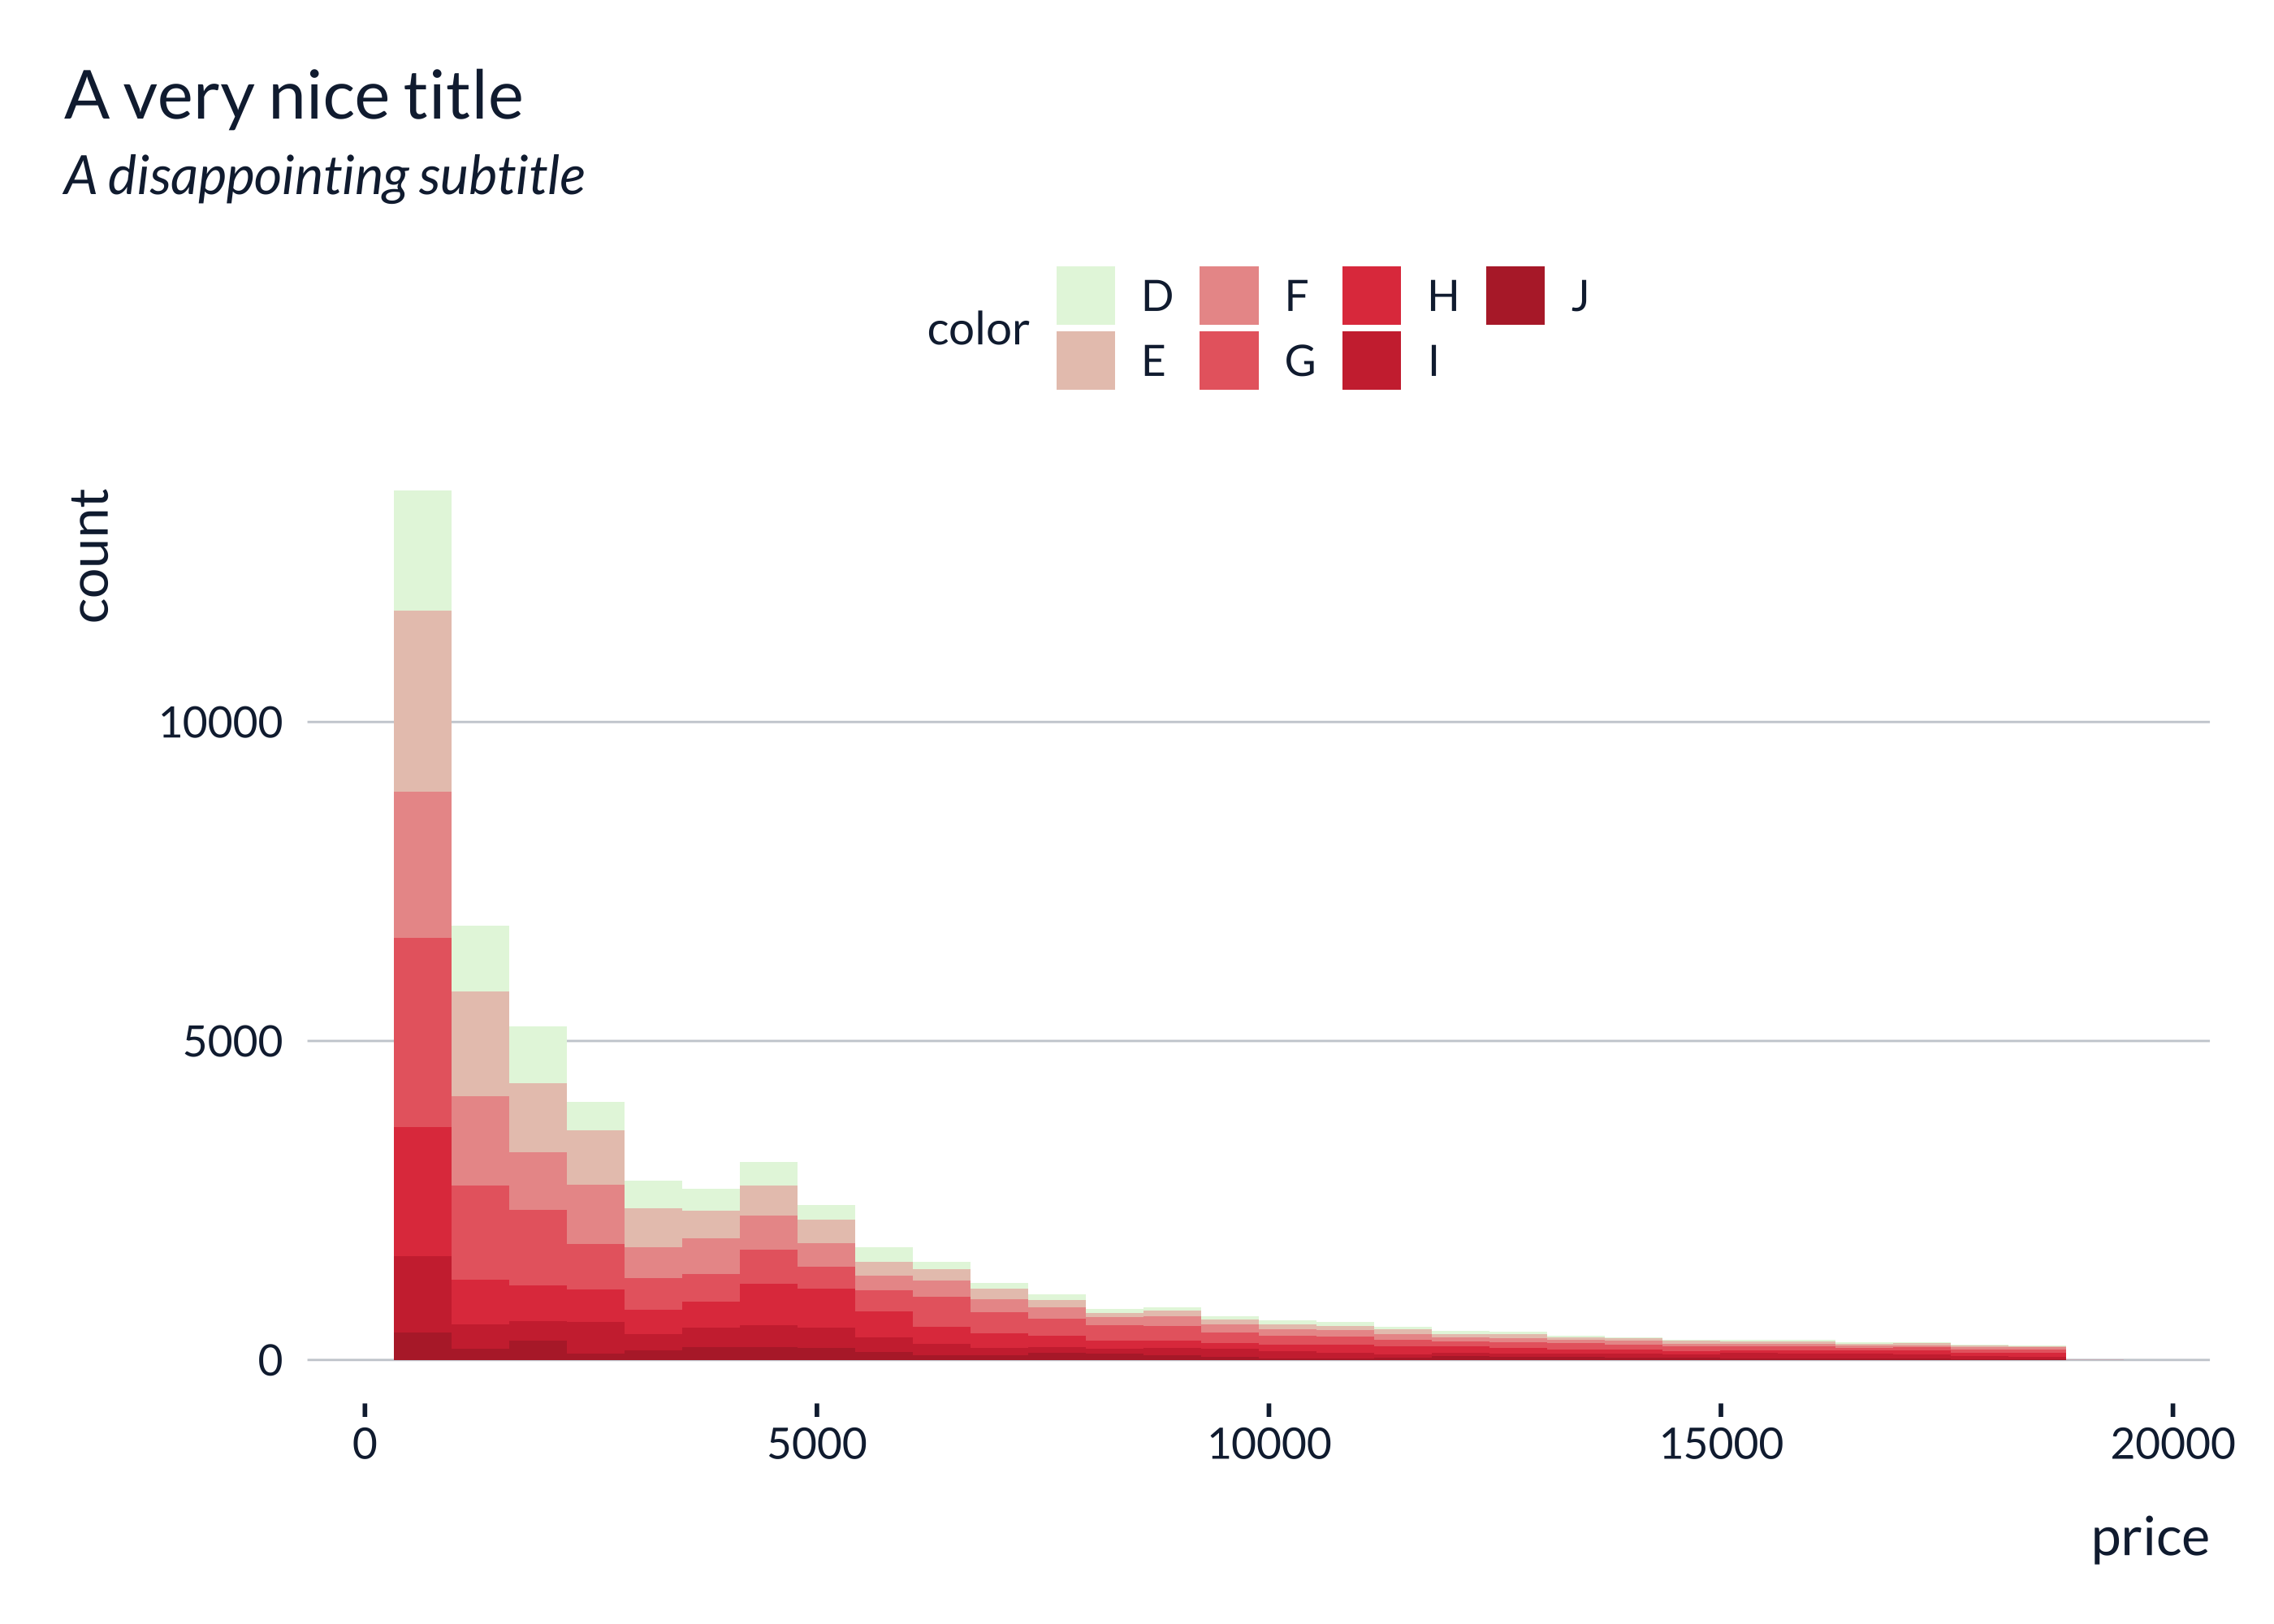 A very nice title
A disappointing subtitle
color
D F H J
E G I
count
10000
5000
0
0 5000 10000 15000 20000
price